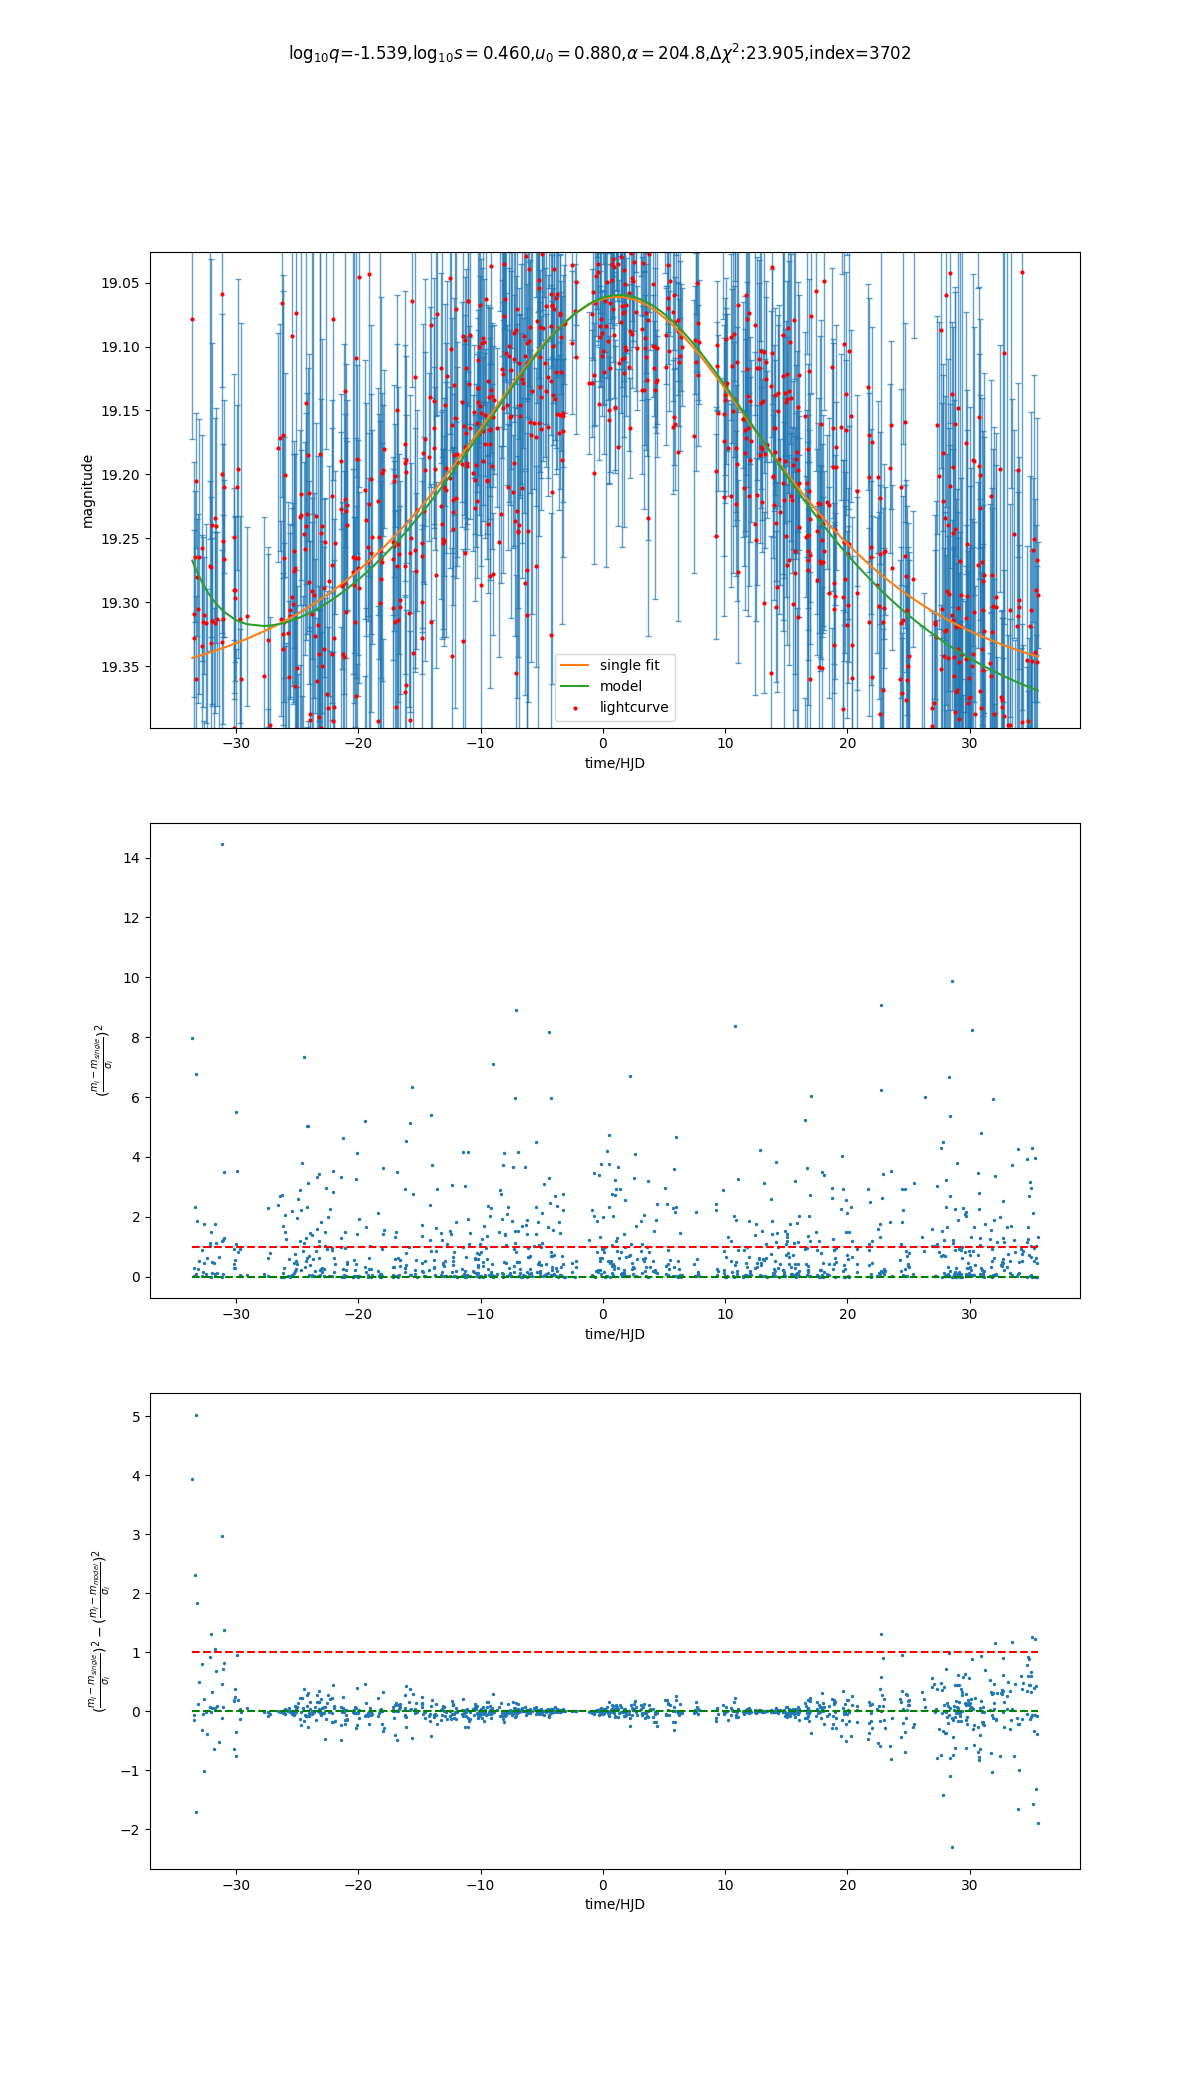 log₁₀q=-1.539,log₁₀s = 0.460,u₀ = 0.880,α = 204.8,Δχ²:23.905,index=3702
19.05
19.10
19.15
19.20
19.25
19.30
19.35
magnitude
single fit
model
lightcurve
−30 −20 −10 0 10 20 30
time/HJD
14
12
10
8
6
4
2
0
((mᵢ − m_single)/σᵢ)²
−30 −20 −10 0 10 20 30
time/HJD
5
4
3
2
1
0
−1
−2
((mᵢ − m_single)/σᵢ)² − ((mᵢ − m_model)/σᵢ)²
−30 −20 −10 0 10 20 30
time/HJD